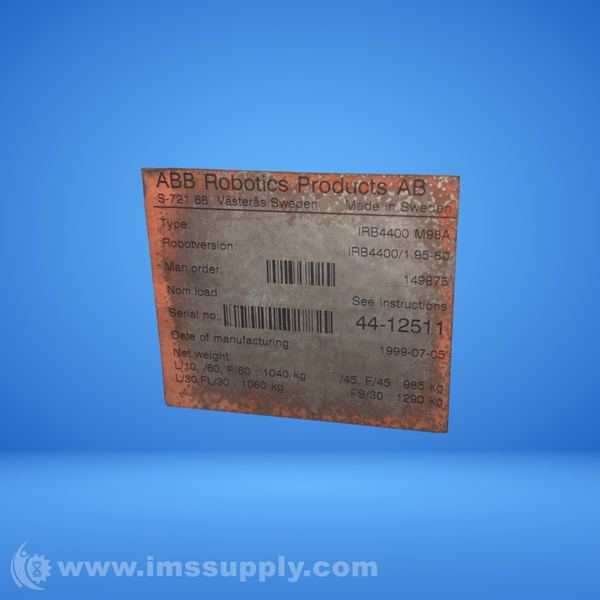 ABB Robotics Products AB
S-721 68 Västerås Sweden Made in Sweden
Type: IRB4400 M98A
Robotversion: IRB4400/1.95-60
Man.order: 149875
Nom.load: See instructions
Serial no: 44-12511
Date of manufacturing: 1999-07-05
Net weight:
L/10, /60, F/60 : 1040 kg /45, F/45 : 985 kg
L/30 FL/30 : 1060 kg FS/30 : 1290 kg
www.imssupply.com